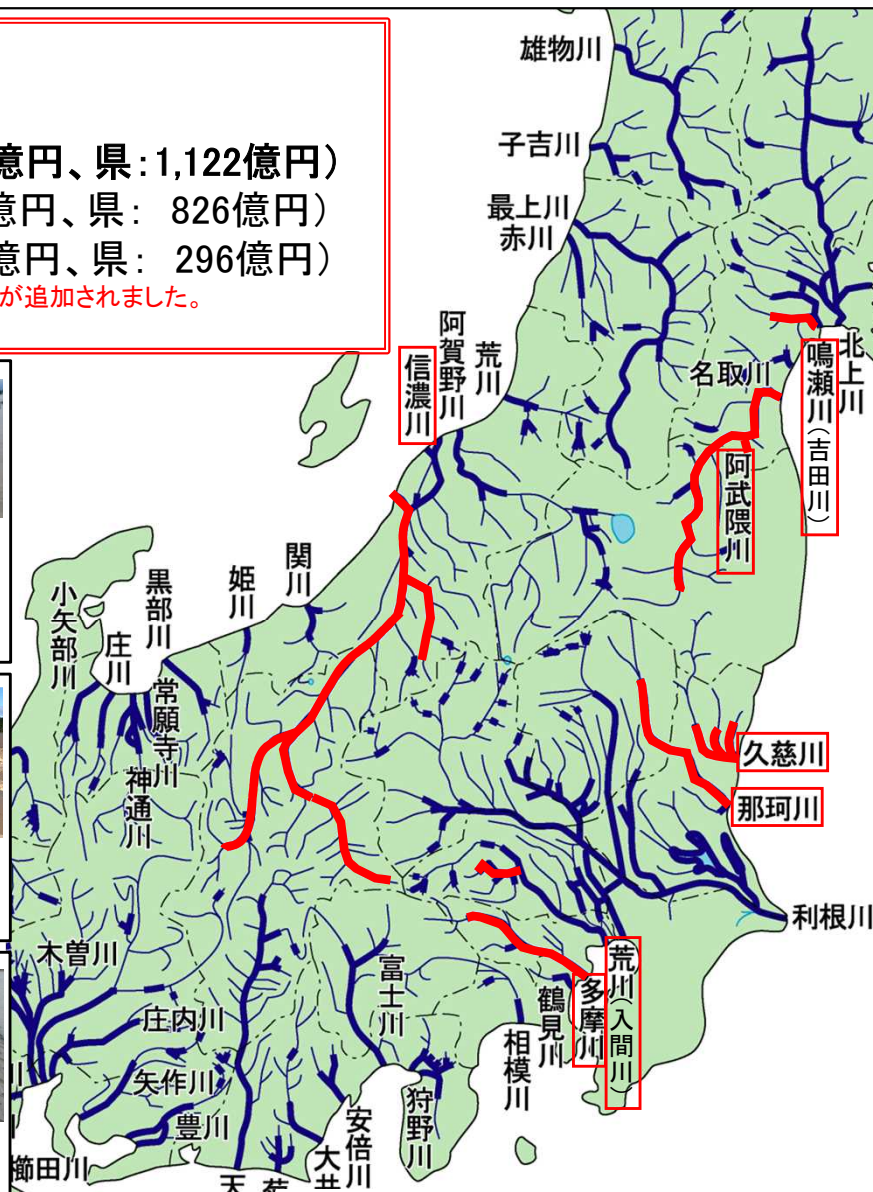 億円、県:1,122億円)
億円、県: 826億円)
億円、県: 296億円)
が追加されました。
雄物川
子吉川
最上川
赤川
北上川
鳴瀬川(吉田川)
名取川
阿武隈川
荒川
阿賀野川
信濃川
関川
姫川
黒部川
常願寺川
神通川
庄川
小矢部川
久慈川
那珂川
利根川
荒川(入間川)
多摩川
鶴見川
相模川
富士川
狩野川
安倍川
大井
天
木曽川
庄内川
矢作川
豊川
櫛田川